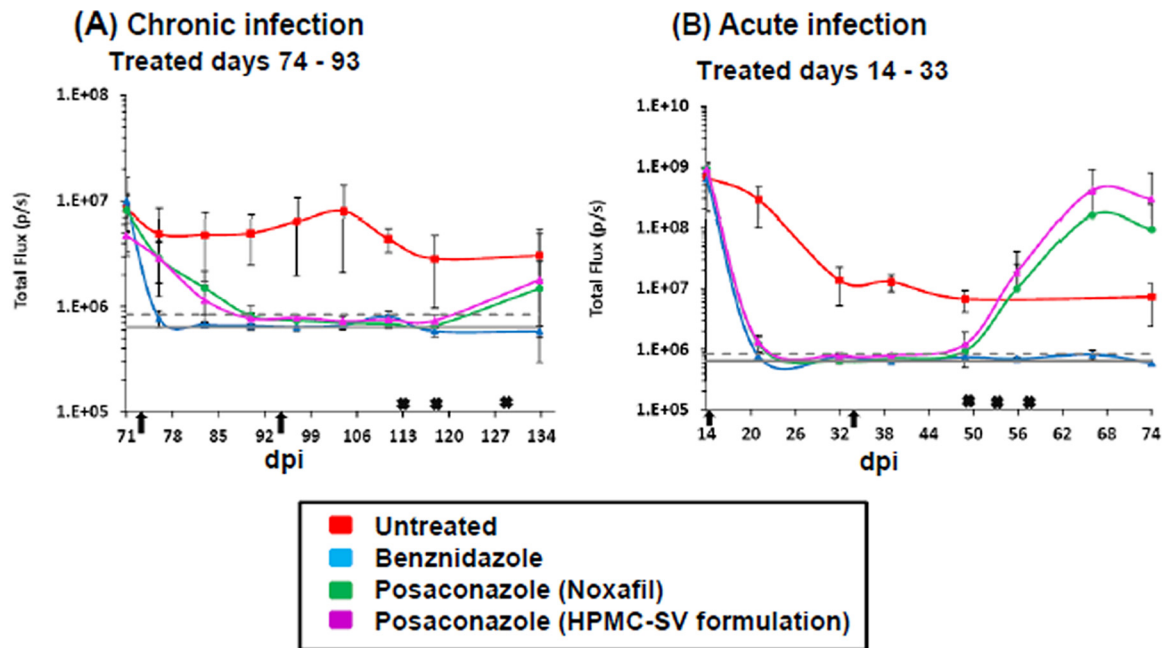 (A) Chronic infection
Treated days 74 - 93
1.E+08
1.E+07
1.E+06
1.E+05
Total Flux (p/s)
71 78 85 92 99 106 113 120 127 134
dpi
(B) Acute infection
Treated days 14 - 33
1.E+10
1.E+09
1.E+08
1.E+07
1.E+06
1.E+05
Total Flux (p/s)
14 20 26 32 38 44 50 56 62 68 74
dpi
Untreated
Benznidazole
Posaconazole (Noxafil)
Posaconazole (HPMC-SV formulation)